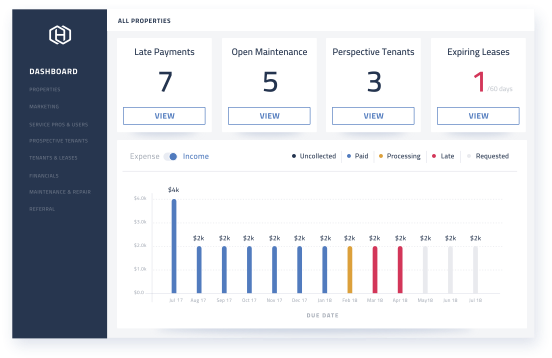 ALL PROPERTIES
DASHBOARD
PROPERTIES
MARKETING
SERVICE PROS & USERS
PROSPECTIVE TENANTS
TENANTS & LEASES
FINANCIALS
MAINTENANCE & REPAIR
REFERRAL
Late Payments
7
VIEW
Open Maintenance
5
VIEW
Perspective Tenants
3
VIEW
Expiring Leases
1 /60 days
VIEW
Expense Income
Uncollected Paid Processing Late Requested
$4k
$2k $2k $2k $2k $2k $2k $2k $2k $2k $2k $2k $2k
$4.0k
$3.0k
$2.0k
$1.0k
$0.0
Jul 17 Aug 17 Sep 17 Oct 17 Nov 17 Dec 17 Jan 18 Feb 18 Mar 18 Apr 18 May18 Jun 18 Jul 18
DUE DATE